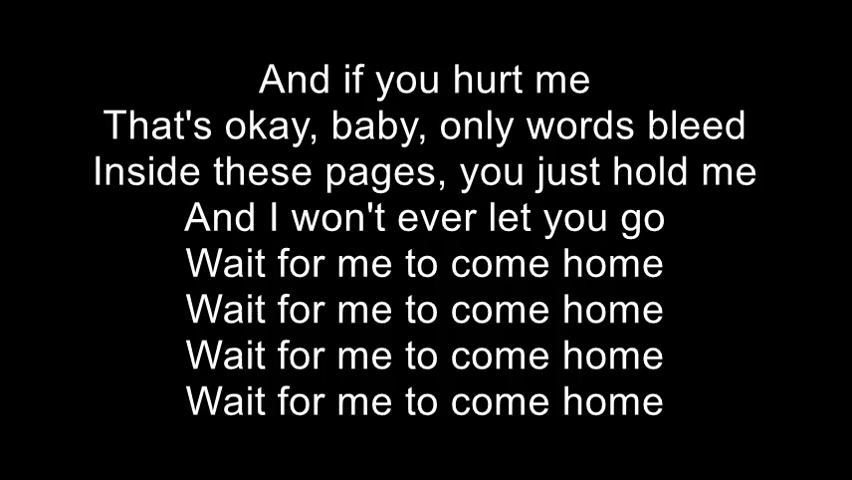 And if you hurt me
That's okay, baby, only words bleed
Inside these pages, you just hold me
And I won't ever let you go
Wait for me to come home
Wait for me to come home
Wait for me to come home
Wait for me to come home